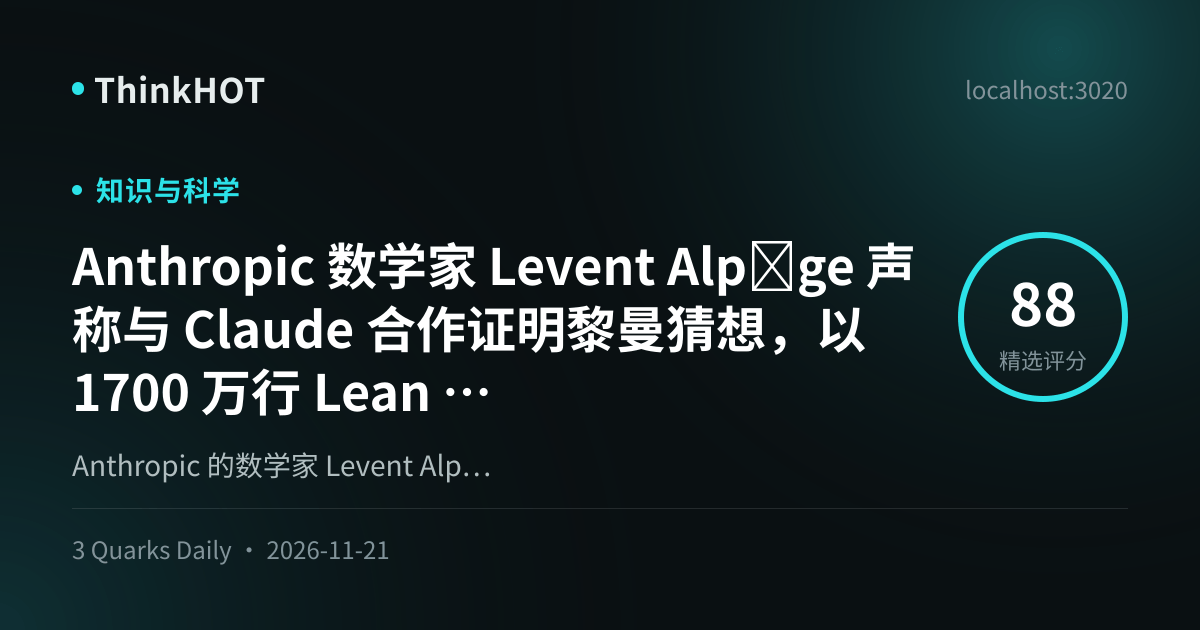 ThinkHOT
localhost:3020
知识与科学
Anthropic 数学家 Levent Alp☒ge 声
称与 Claude 合作证明黎曼猜想，以
1700 万行 Lean …
88
精选评分
Anthropic 的数学家 Levent Alp…
3 Quarks Daily · 2026-11-21